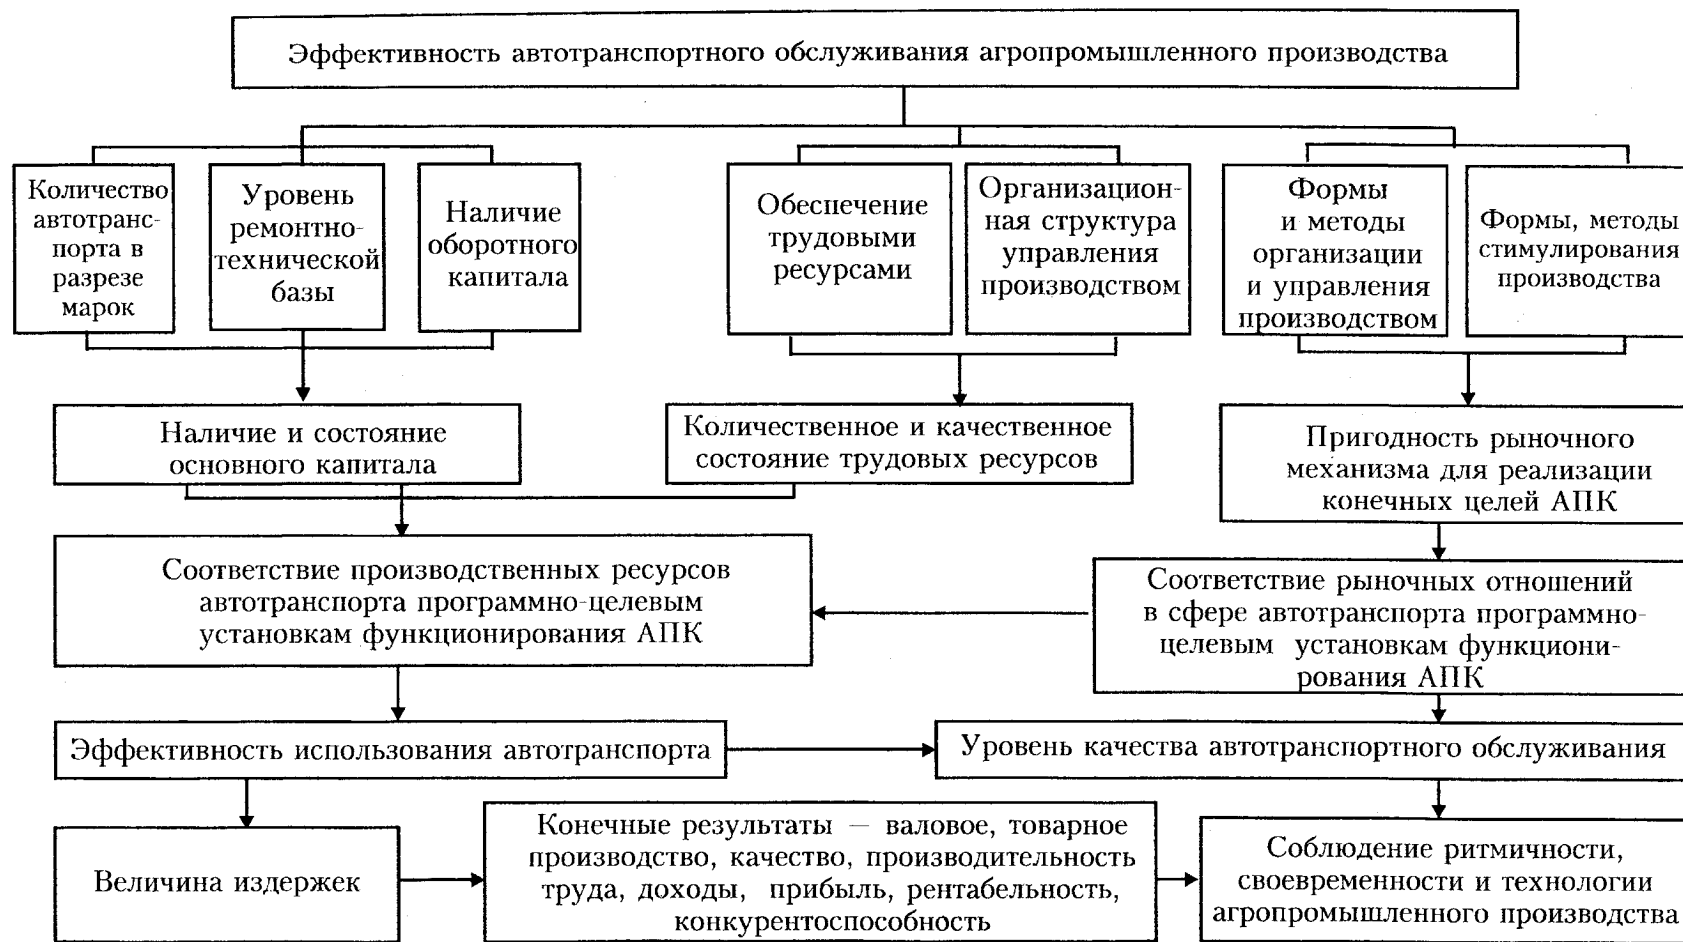 Эффективность автотранспортного обслуживания агропромышленного производства
Количество
автотранс-
порта в
разрезе
марок
Уровень
ремонтно-
технической
базы
Наличие
оборотного
капитала
Обеспечение
трудовыми
ресурсами
Организацион-
ная структура
управления
производством
Формы
и методы
организации
и управления
производством
Формы, методы
стимулирования
производства
Наличие и состояние
основного капитала
Количественное и качественное
состояние трудовых ресурсов
Пригодность рыночного
механизма для реализации
конечных целей АПК
Соответствие производственных ресурсов
автотранспорта программно-целевым
установкам функционирования АПК
Соответствие рыночных отношений
в сфере автотранспорта программно-
целевым установкам функциони-
рования АПК
Эффективность использования автотранспорта
Уровень качества автотранспортного обслуживания
Величина издержек
Конечные результаты — валовое, товарное
производство, качество, производительность
труда, доходы, прибыль, рентабельность,
конкурентоспособность
Соблюдение ритмичности,
своевременности и технологии
агропромышленного производства